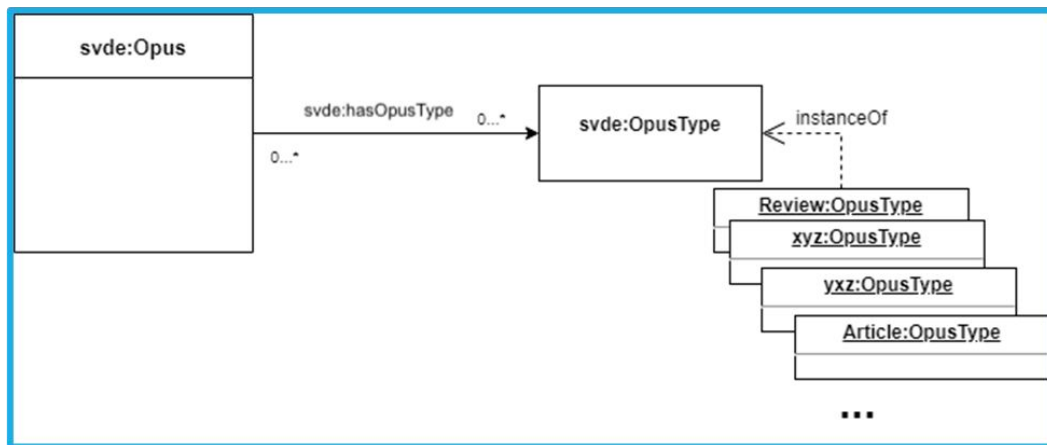 svde:Opus
svde:hasOpusType
0...*
0...*
svde:OpusType
instanceOf
Review:OpusType
xyz:OpusType
yxz:OpusType
Article:OpusType
...